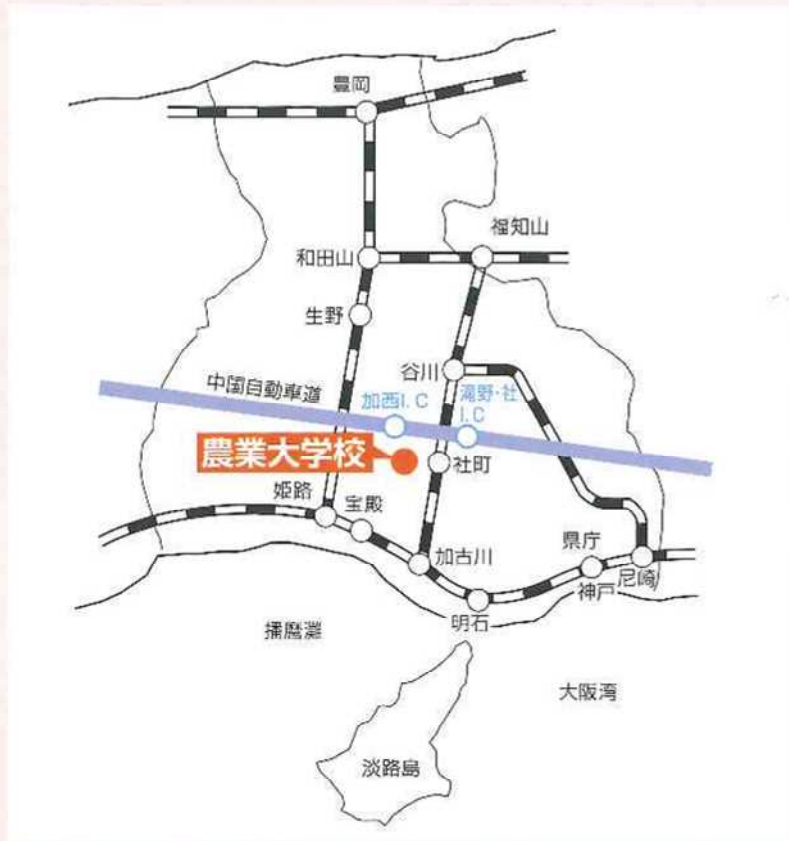 豊岡
福知山
和田山
生野
谷川
中国自動車道
加西I.C
滝野・社
I.C
農業大学校
社町
姫路
宝殿
加古川
県庁
神戸
尼崎
明石
播磨灘
大阪湾
淡路島